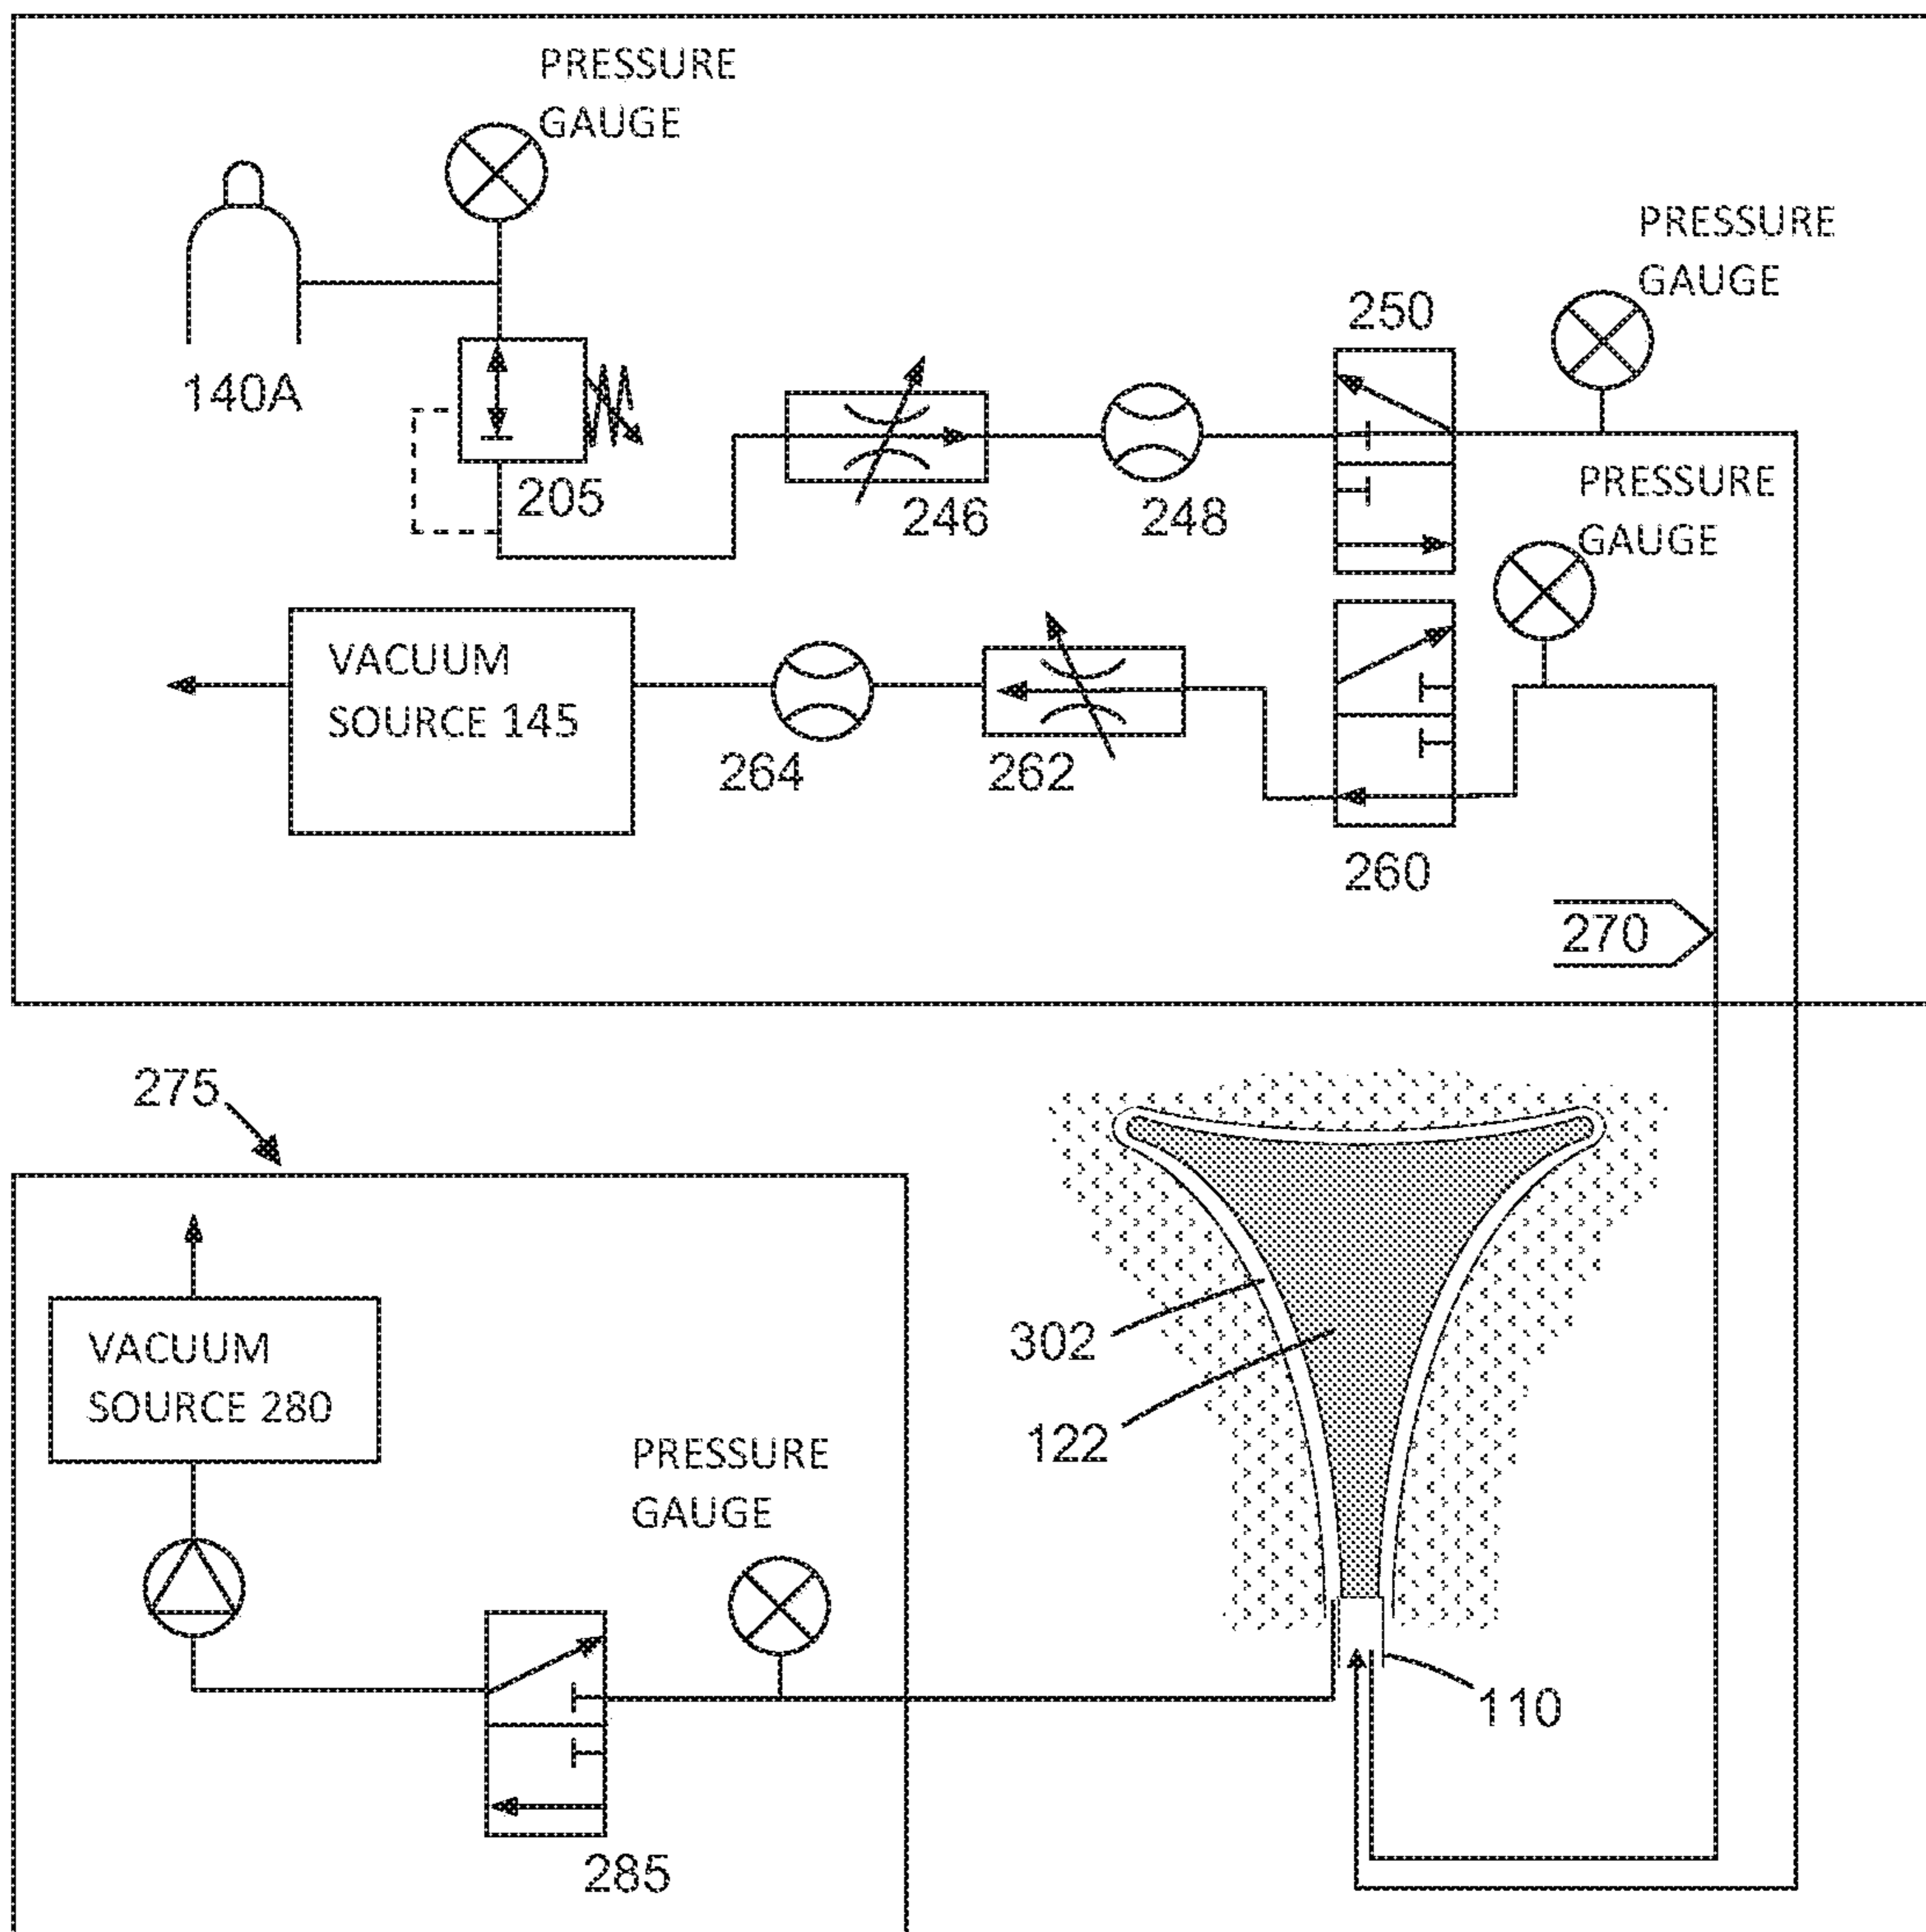 PRESSURE
GAUGE
PRESSURE
GAUGE
250
140A
205
246
248
PRESSURE
GAUGE
VACUUM
SOURCE 145
264
262
260
270
275
302
VACUUM
SOURCE 280
122
PRESSURE
GAUGE
110
285